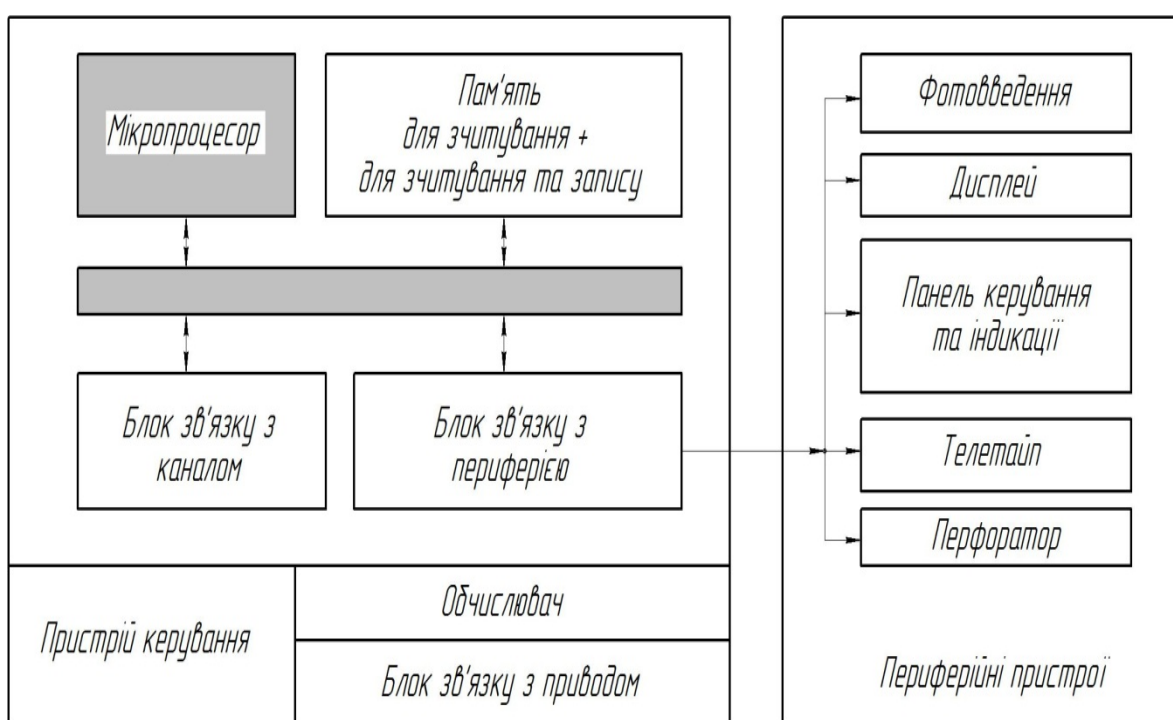 Мікропроцесор
Пам'ять
для зчитування +
для зчитування та запису
Блок зв'язку з
каналом
Блок зв'язку з
периферією
Пристрій керування
Обчислювач
Блок зв'язку з приводом
Фотовведення
Дисплей
Панель керування
та індикації
Телетайп
Перфоратор
Периферійні пристрої